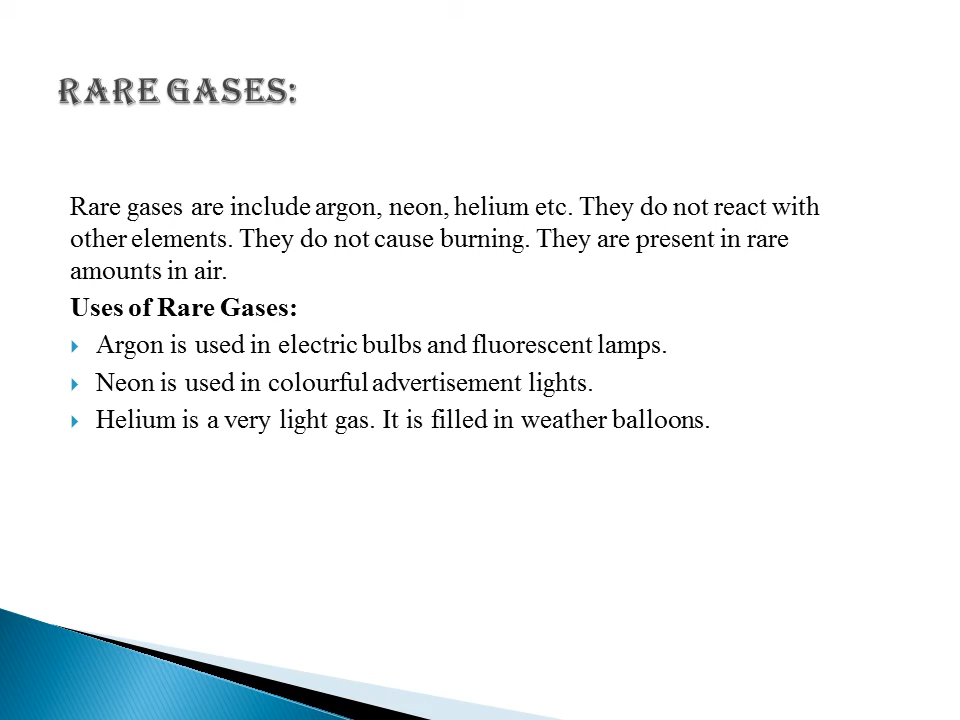 RARE GASES:
Rare gases are include argon, neon, helium etc. They do not react with
other elements. They do not cause burning. They are present in rare
amounts in air.
Uses of Rare Gases:
Argon is used in electric bulbs and fluorescent lamps.
Neon is used in colourful advertisement lights.
Helium is a very light gas. It is filled in weather balloons.